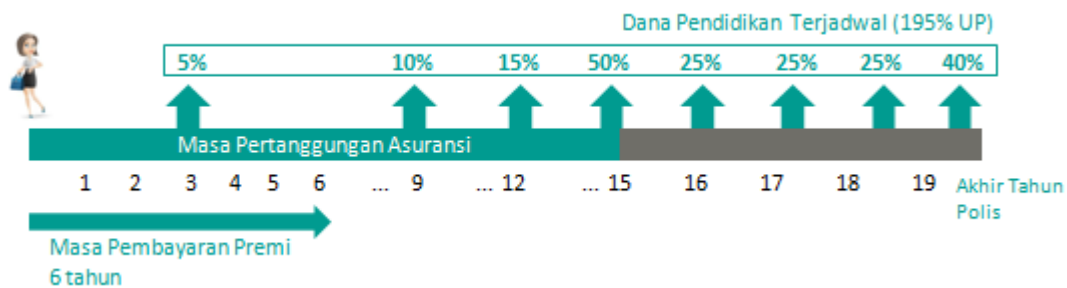 Dana Pendidikan Terjadwal (195% UP)
5% 10% 15% 50% 25% 25% 25% 40%
Masa Pertanggungan Asuransi
1 2 3 4 5 6 ... 9 ... 12 ... 15 16 17 18 19 Akhir Tahun
Polis
Masa Pembayaran Premi
6 tahun